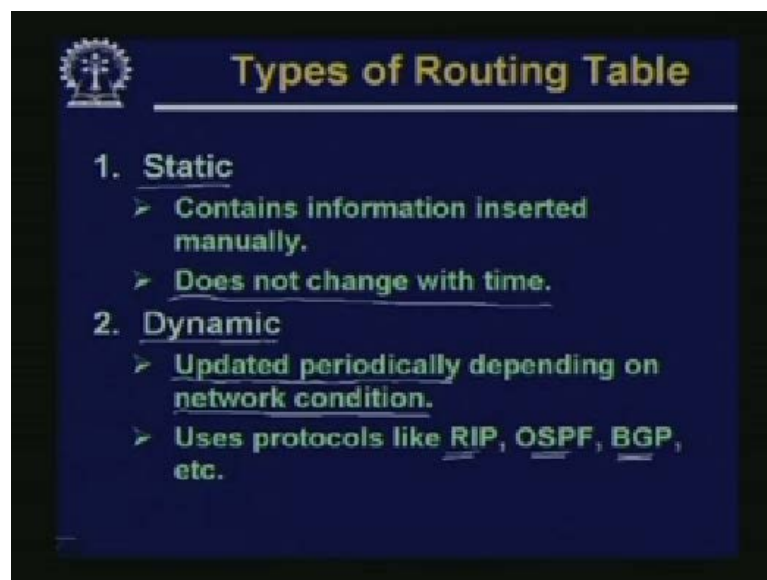 Types of Routing Table
1. Static
➢ Contains information inserted
manually.
➢ Does not change with time.
2. Dynamic
➢ Updated periodically depending on
network condition.
➢ Uses protocols like RIP, OSPF, BGP,
etc.